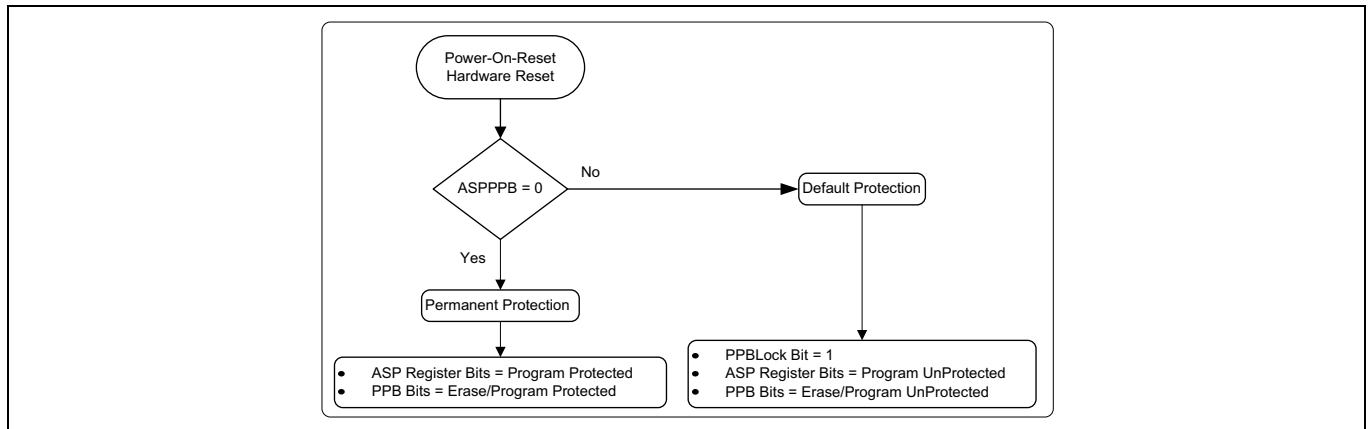 Power-On-Reset
Hardware Reset
ASPPPB = 0
No
Default Protection
Yes
Permanent Protection
• ASP Register Bits = Program Protected
• PPB Bits = Erase/Program Protected
• PPBLock Bit = 1
• ASP Register Bits = Program UnProtected
• PPB Bits = Erase/Program UnProtected